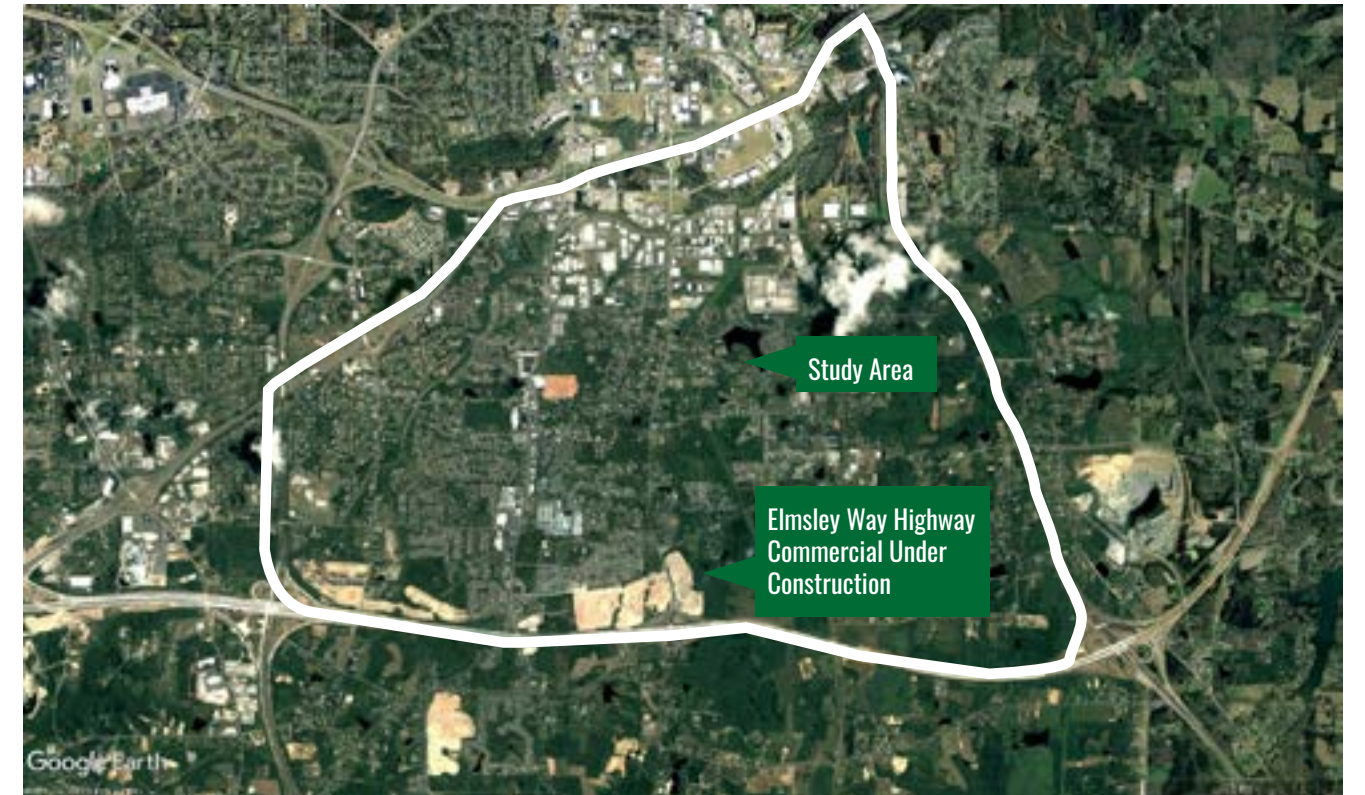 Study Area
Elmsley Way Highway
Commercial Under
Construction
Google Earth